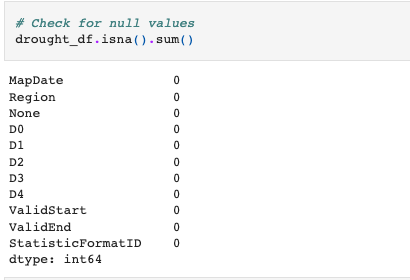 # Check for null values
drought_df.isna().sum()
MapDate 0
Region 0
None 0
D0 0
D1 0
D2 0
D3 0
D4 0
ValidStart 0
ValidEnd 0
StatisticFormatID 0
dtype: int64